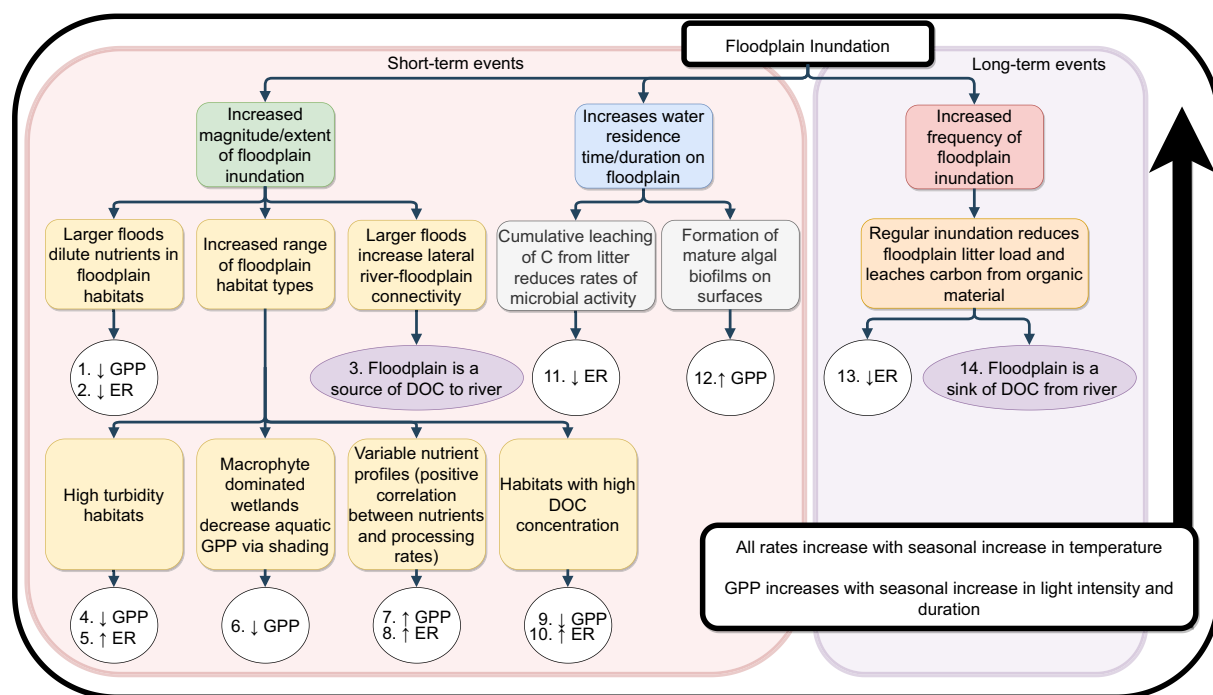 Floodplain Inundation
Short-term events
Long-term events
Increased
magnitude/extent
of floodplain
inundation
Increases water
residence
time/duration on
floodplain
Increased
frequency of
floodplain
inundation
Larger floods
dilute nutrients in
floodplain
habitats
Increased range
of floodplain
habitat types
Larger floods
increase lateral
river-floodplain
connectivity
Cumulative leaching
of C from litter
reduces rates of
microbial activity
Formation of
mature algal
biofilms on
surfaces
Regular inundation reduces
floodplain litter load and
leaches carbon from organic
material
1. ↓ GPP
2. ↓ ER
3. Floodplain is a
source of DOC to river
11. ↓ ER
12.↑ GPP
13. ↓ER
14. Floodplain is a
sink of DOC from river
High turbidity
habitats
Macrophyte
dominated
wetlands
decrease aquatic
GPP via shading
Variable nutrient
profiles (positive
correlation
between nutrients
and processing
rates)
Habitats with high
DOC
concentration
4. ↓ GPP
5. ↑ ER
6. ↓ GPP
7. ↑ GPP
8. ↑ ER
9. ↓ GPP
10. ↑ ER
All rates increase with seasonal increase in temperature
GPP increases with seasonal increase in light intensity and
duration